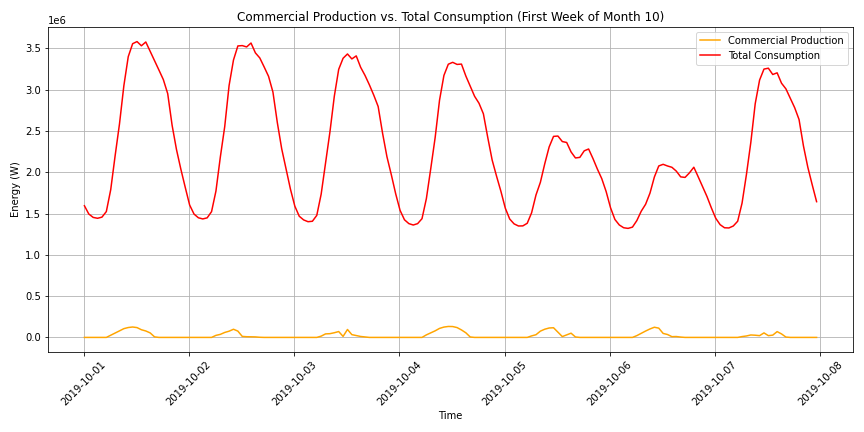 Commercial Production vs. Total Consumption (First Week of Month 10)
1e6
Commercial Production
Total Consumption
3.5
3.0
2.5
2.0
1.5
1.0
0.5
0.0
Energy (W)
2019-10-01
2019-10-02
2019-10-03
2019-10-04
2019-10-05
2019-10-06
2019-10-07
2019-10-08
Time